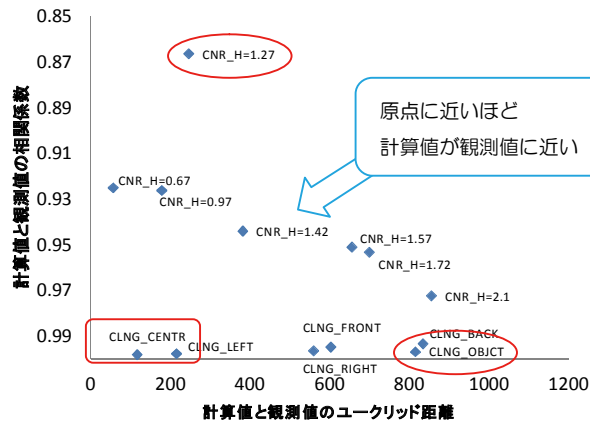 0.85
0.87
0.89
0.91
0.93
0.95
0.97
0.99
計算値と観測値の相関係数
CNR_H=1.27
原点に近いほど
計算値が観測値に近い
CNR_H=0.67
CNR_H=0.97
CNR_H=1.42
CNR_H=1.57
CNR_H=1.72
CNR_H=2.1
CLNG_CENTR
CLNG_LEFT
CLNG_FRONT
CLNG_RIGHT
CLNG_BACK
CLNG_OBJCT
0 200 400 600 800 1000 1200
計算値と観測値のユークリッド距離